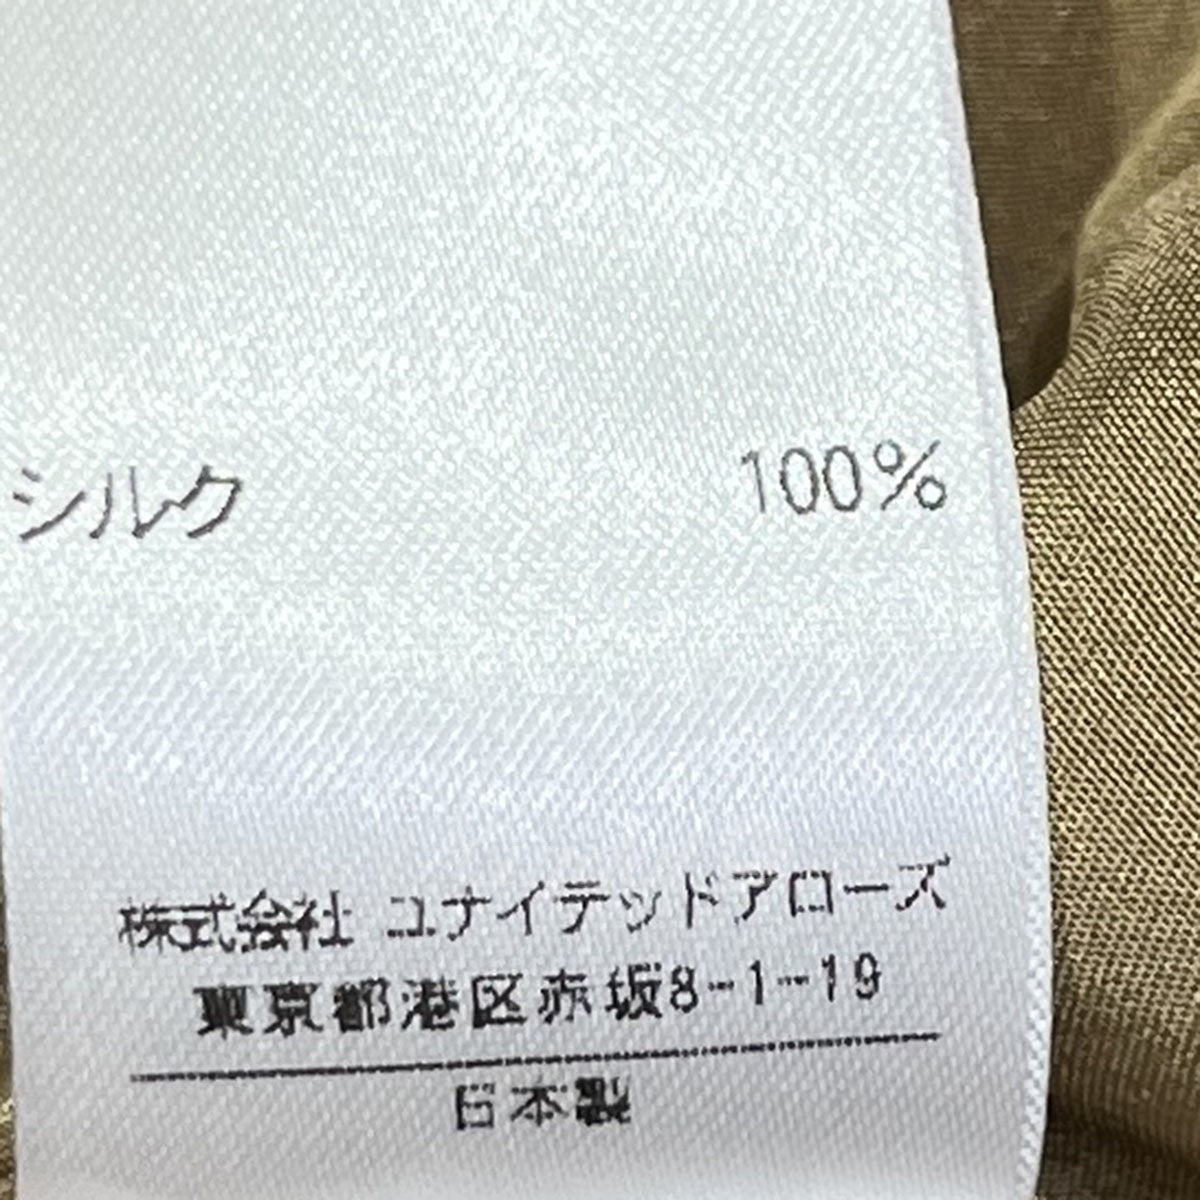 シルク 100%
株式会社 ユナイテッドアローズ
東京都港区赤坂8-1-19
日本製